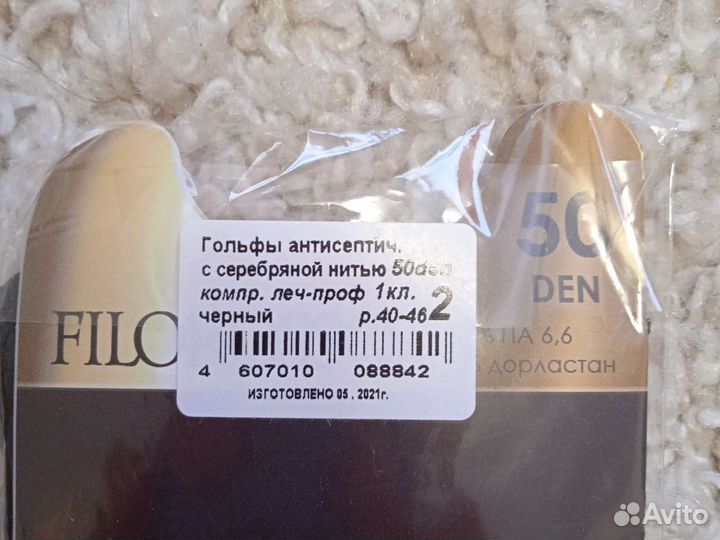 50
DEN
Гольфы антисептич.
с серебряной нитью 50den
компр. леч-проф 1кл.
черный р.40-46 2
FILO
% ПА 6,6
дорластан
4 607010 088842
ИЗГОТОВЛЕНО 05 . 2021г.
Avito